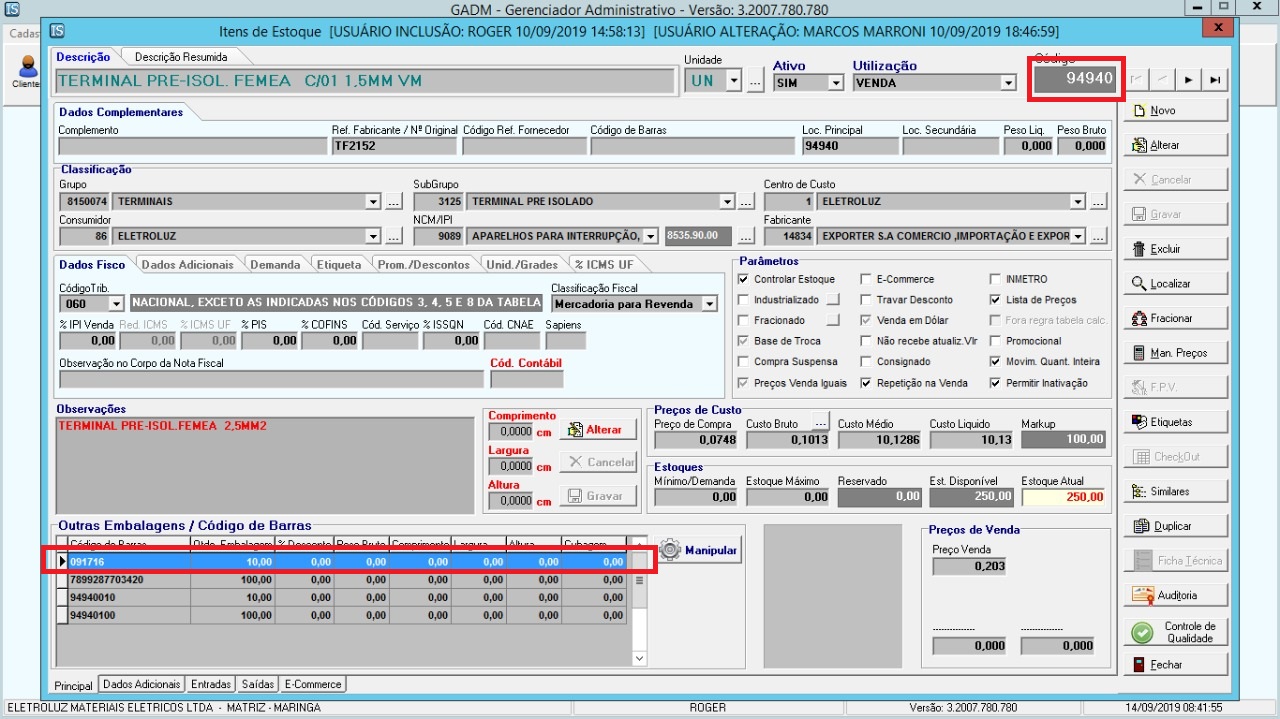 GADM - Gerenciador Administrativo - Versão: 3.2007.780.780
Itens de Estoque [USUÁRIO INCLUSÃO: ROGER 10/09/2019 14:58:13] [USUÁRIO ALTERAÇÃO: MARCOS MARRONI 10/09/2019 18:46:59]
Descrição Descrição Resumida
TERMINAL PRE-ISOL. FEMEA C/01 1,5MM VM
Unidade
UN
Ativo
SIM
Utilização
VENDA
Código
94940
Dados Complementares
Complemento Ref. Fabricante / Nº Original Código Ref. Fornecedor Código de Barras Loc. Principal Loc. Secundária Peso Liq. Peso Bruto
TF2152 94940 0,000 0,000
Classificação
Grupo SubGrupo Centro de Custo
8150074 TERMINAIS 3125 TERMINAL PRE ISOLADO 1 ELETROLUZ
Consumidor NCM/IPI Fabricante
86 ELETROLUZ 9089 APARELHOS PARA INTERRUPÇÃO, 8535.90.00 14834 EXPORTER S.A COMERCIO ,IMPORTAÇÃO E EXPOR
Dados Fisco Dados Adicionais Demanda Etiqueta Prom./Descontos Unid./Grades % ICMS UF
CódigoTrib. Classificação Fiscal
060 NACIONAL, EXCETO AS INDICADAS NOS CÓDIGOS 3, 4, 5 E 8 DA TABELA Mercadoria para Revenda
% IPI Venda Red. ICMS % ICMS UF % PIS % COFINS Cód. Serviço % ISSQN Cód. CNAE Sapiens
0,00 0,00 0,00 0,00
Observação no Corpo da Nota Fiscal Cód. Contábil
Parâmetros
Controlar Estoque E-Commerce INMETRO
Industrializado Travar Desconto Lista de Preços
Fracionado Venda em Dólar Fora regra tabela calc.
Base de Troca Não recebe atualiz.Vlr Promocional
Compra Suspensa Consignado Movim. Quant. Inteira
Preços Venda Iguais Repetição na Venda Permitir Inativação
Observações
TERMINAL PRE-ISOL.FEMEA 2,5MM2
Comprimento
0,0000 cm Alterar
Largura
0,0000 cm Cancelar
Altura
0,0000 cm Gravar
Preços de Custo
Preço de Compra Custo Bruto ... Custo Médio Custo Liquido Markup
0,0748 0,1013 10,1286 10,13 100,00
Estoques
Mínimo/Demanda Estoque Máximo Reservado Est. Disponível Estoque Atual
0,00 0,00 0,00 250,00 250,00
Outras Embalagens / Código de Barras
Código de Barras Qtde. Embalagem % Desconto Peso Bruto Comprimento Largura Altura Cubagem
091716 10,00 0,00 0,00 0,00 0,00 0,00 0,00
7899287703420 100,00 0,00 0,00 0,00 0,00 0,00 0,00
94940010 10,00 0,00 0,00 0,00 0,00 0,00 0,00
94940100 100,00 0,00 0,00 0,00 0,00 0,00 0,00
Manipular
Preços de Venda
Preço Venda
0,203
0,000 0,000
Novo
Alterar
Cancelar
Gravar
Excluir
Localizar
Fracionar
Man. Preços
F.P.V.
Etiquetas
CheckOut
Similares
Duplicar
Ficha Técnica
Auditoria
Controle de Qualidade
Fechar
Principal Dados Adicionais Entradas Saídas E-Commerce
Cadas
Cliente
ELETROLUZ MATERIAIS ELETRICOS LTDA - MATRIZ - MARINGA ROGER Versão: 3.2007.780.780 14/09/2019 08:41:55